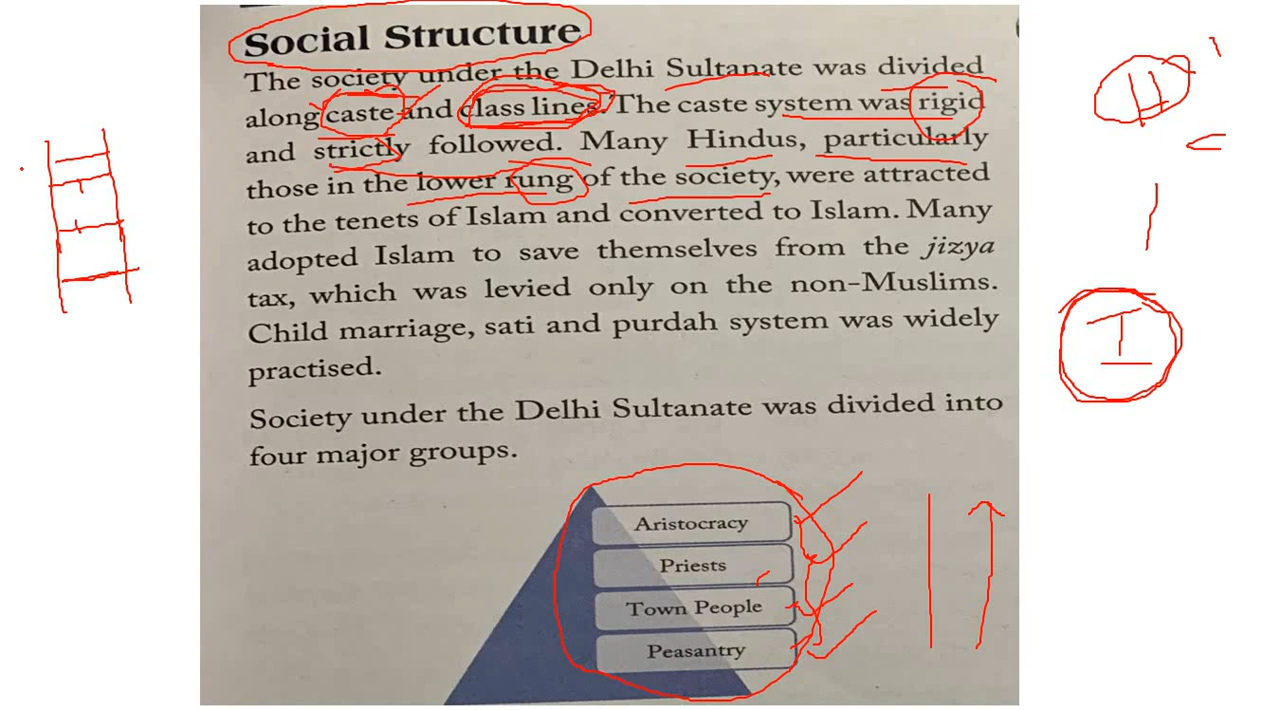 Social Structure
The society under the Delhi Sultanate was divided
along caste and class lines. The caste system was rigid
and strictly followed. Many Hindus, particularly
those in the lower rung of the society, were attracted
to the tenets of Islam and converted to Islam. Many
adopted Islam to save themselves from the jizya
tax, which was levied only on the non-Muslims.
Child marriage, sati and purdah system was widely
practised.
Society under the Delhi Sultanate was divided into
four major groups.
Aristocracy
Priests
Town People
Peasantry
H
I